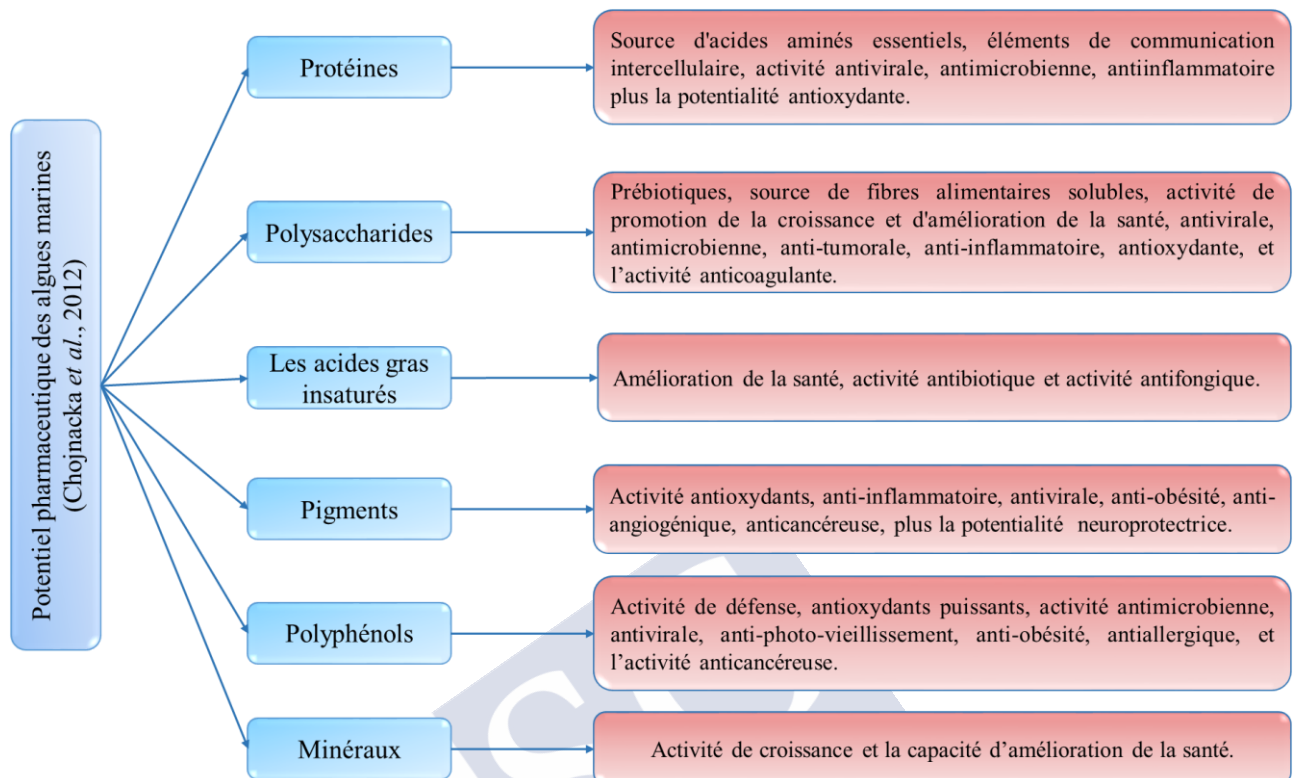 Potentiel pharmaceutique des algues marines
(Chojnacka et al., 2012)
Protéines
Source d'acides aminés essentiels, éléments de communication
intercellulaire, activité antivirale, antimicrobienne, antiinflammatoire
plus la potentialité antioxydante.
Polysaccharides
Prébiotiques, source de fibres alimentaires solubles, activité de
promotion de la croissance et d'amélioration de la santé, antivirale,
antimicrobienne, anti-tumorale, anti-inflammatoire, antioxydante, et
l’activité anticoagulante.
Les acides gras
insaturés
Amélioration de la santé, activité antibiotique et activité antifongique.
Pigments
Activité antioxydants, anti-inflammatoire, antivirale, anti-obésité, anti-
angiogénique, anticancéreuse, plus la potentialité neuroprotectrice.
Polyphénols
Activité de défense, antioxydants puissants, activité antimicrobienne,
antivirale, anti-photo-vieillissement, anti-obésité, antiallergique, et
l’activité anticancéreuse.
Minéraux
Activité de croissance et la capacité d’amélioration de la santé.